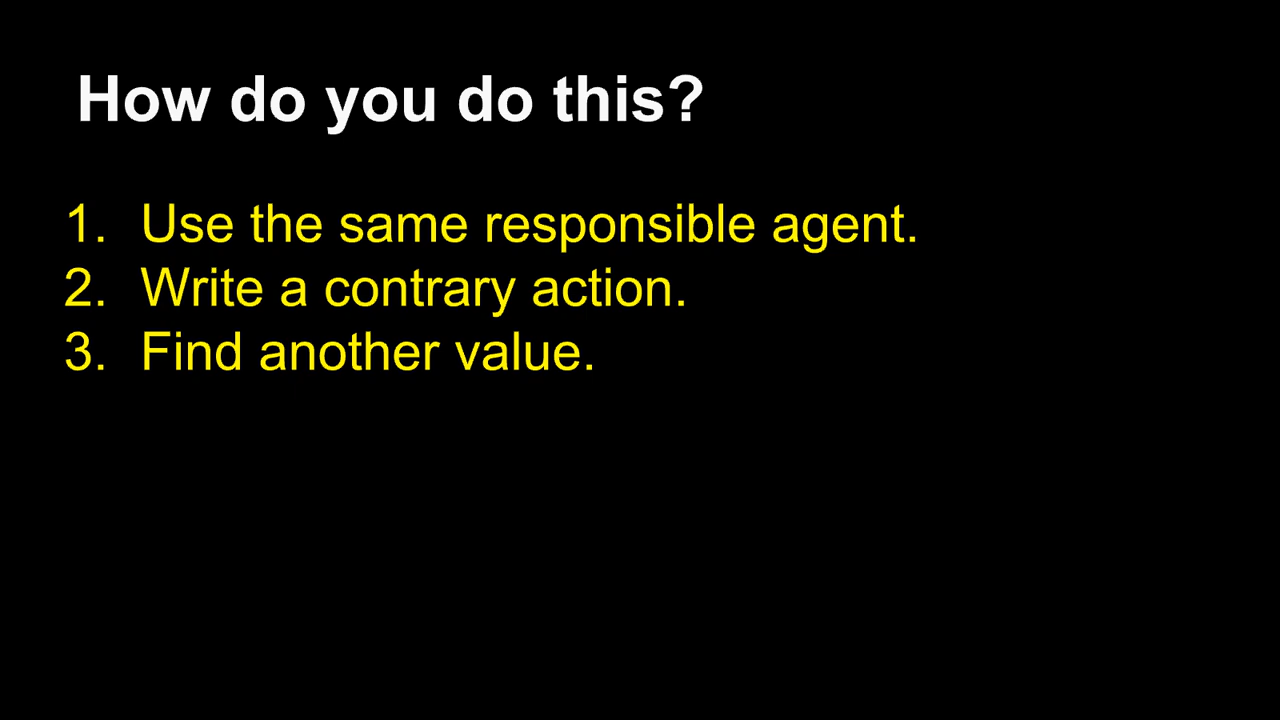 How do you do this?
1. Use the same responsible agent.
2. Write a contrary action.
3. Find another value.